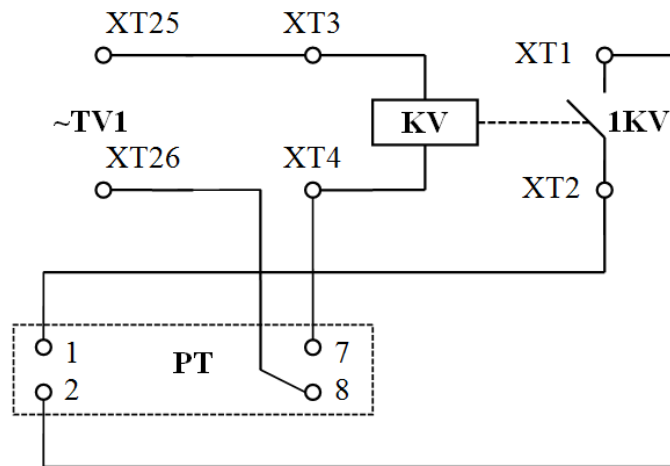 XT25 XT3 XT1
~TV1 KV 1KV
XT26 XT4 XT2
1 PT 7
2 8